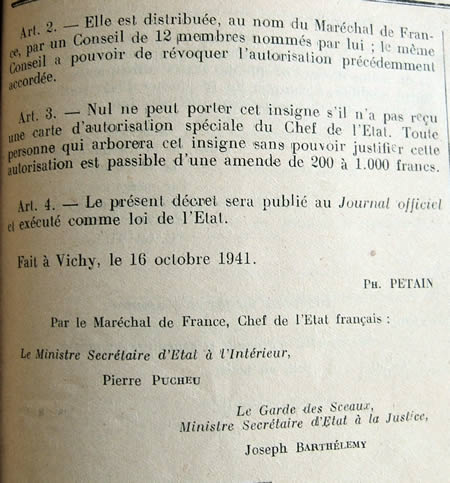 Art. 2. — Elle est distribuée, au nom du Maréchal de Fran-
ce, par un Conseil de 12 membres nommés par lui ; le même
Conseil a pouvoir de révoquer l'autorisation précédemment
accordée.
Art. 3. — Nul ne peut porter cet insigne s'il n'a pas reçu
une carte d'autorisation spéciale du Chef de l'Etat. Toute
personne qui arborera cet insigne sans pouvoir justifier cette
autorisation est passible d'une amende de 200 à 1.000 francs.
Art. 4. — Le présent décret sera publié au Journal officiel
et exécuté comme loi de l'Etat.
Fait à Vichy, le 16 octobre 1941.
PH. PETAIN
Par le Maréchal de France, Chef de l'Etat français :
Le Ministre Secrétaire d'Etat à l'Intérieur,
Pierre PUCHEU
Le Garde des Sceaux,
Ministre Secrétaire d'Etat à la Justice,
Joseph BARTHÉLEMY